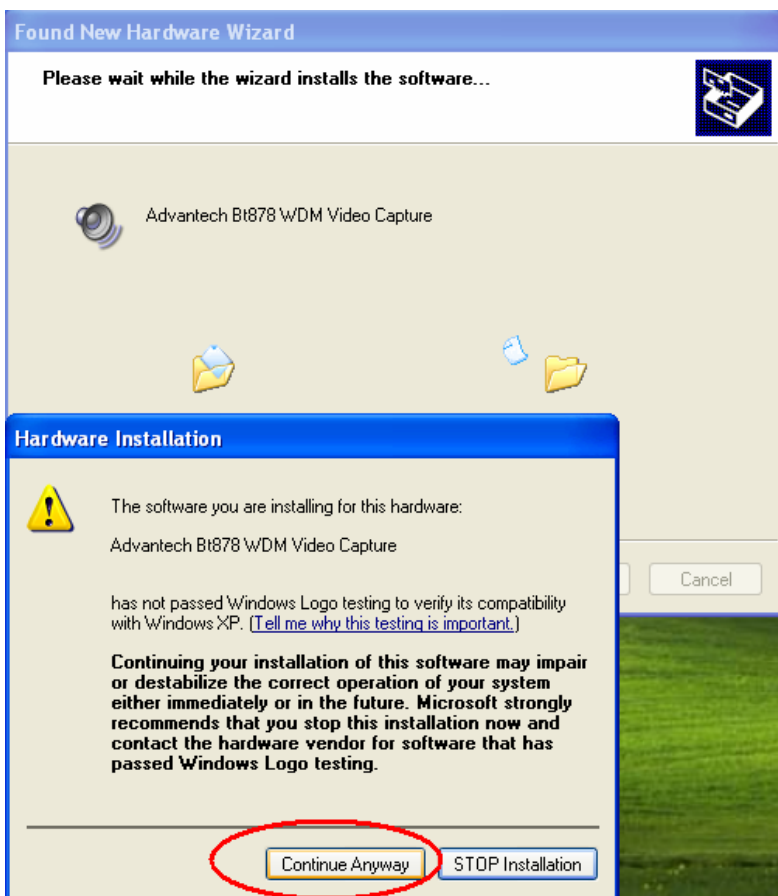 Found New Hardware Wizard
Please wait while the wizard installs the software...
Advantech Bt878 WDM Video Capture
Hardware Installation
The software you are installing for this hardware:
Advantech Bt878 WDM Video Capture
has not passed Windows Logo testing to verify its compatibility
with Windows XP. (Tell me why this testing is important.)
Continuing your installation of this software may impair
or destabilize the correct operation of your system
either immediately or in the future. Microsoft strongly
recommends that you stop this installation now and
contact the hardware vendor for software that has
passed Windows Logo testing.
Cancel
Continue Anyway
STOP Installation